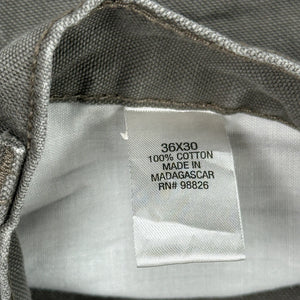 36X30
100% COTTON
MADE IN
MADAGASCAR
RN# 98826